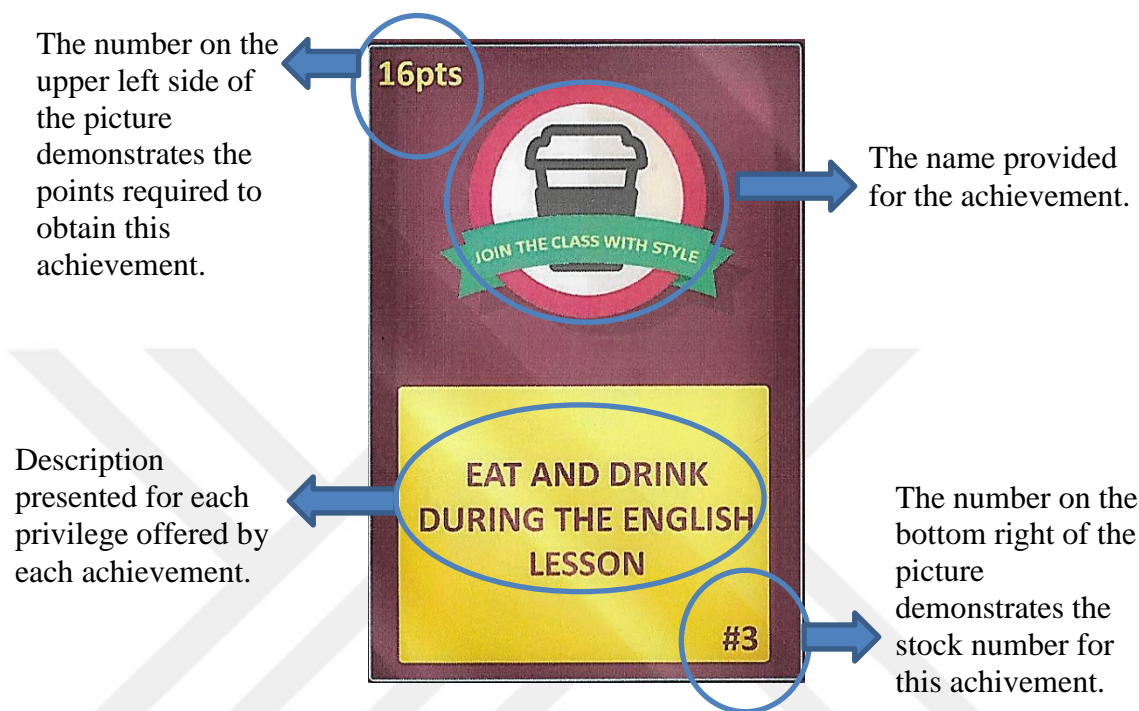 The number on the
upper left side of
the picture
demonstrates the
points required to
obtain this
achievement.
16pts
JOIN THE CLASS WITH STYLE
The name provided
for the achievement.
Description
presented for each
privilege offered by
each achievement.
EAT AND DRINK
DURING THE ENGLISH
LESSON
#3
The number on the
bottom right of the
picture
demonstrates the
stock number for
this achivement.